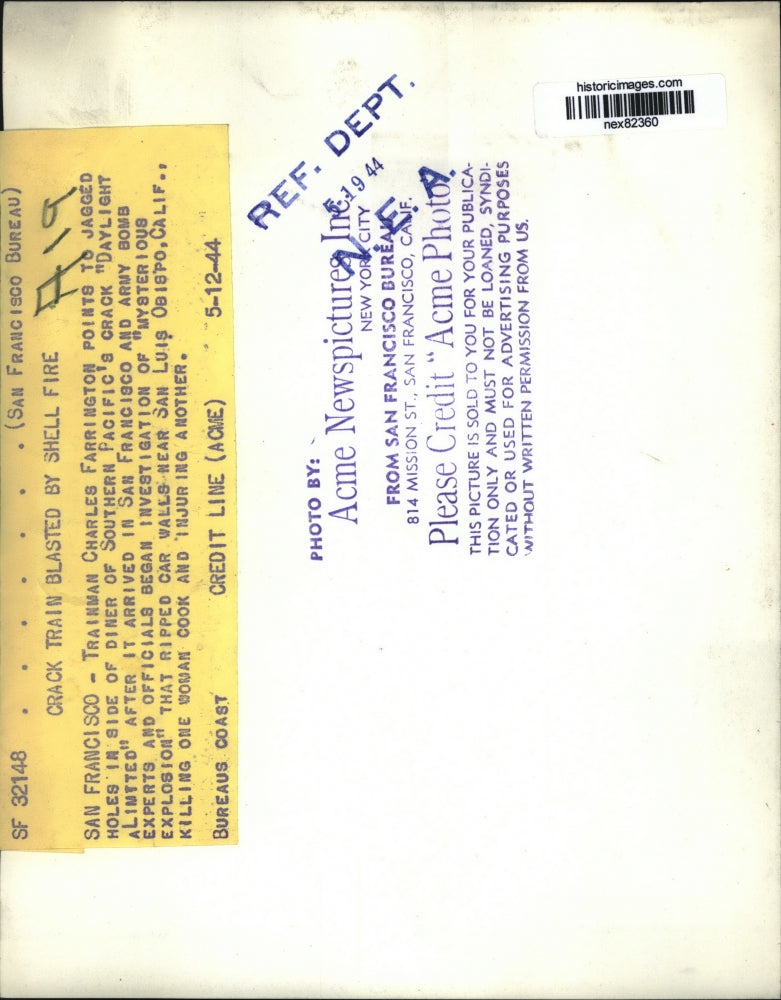 SF 32148 . . . . . . (SAN FRANCISCO BUREAU)
CRACK TRAIN BLASTED BY SHELL FIRE
SAN FRANCISCO - TRAINMAN CHARLES FARRINGTON POINTS TO JAGGED
HOLES IN SIDE OF DINER OF SOUTHERN PACIFIC'S CRACK "DAYLIGHT
ALIMTTED" AFTER IT ARRIVED IN SAN FRANCISCO AND ARMY BOMB
EXPERTS AND OFFICIALS BEGAN INVESTIGATION OF "MYSTERIOUS
EXPLOSION" THAT RIPPED CAR WALLS NEAR SAN LUIS OBISPO, CALIF.,
KILLING ONE WOMAN COOK AND INJURING ANOTHER.
BUREAUS COAST CREDIT LINE (ACME) 5-12-44
REF. DEPT.
19 44
N. E. A.
PHOTO BY:
Acme Newspictures, Inc.
NEW YORK CITY
FROM SAN FRANCISCO BUREAU
814 MISSION ST., SAN FRANCISCO, CALIF.
Please Credit "Acme Photo"
THIS PICTURE IS SOLD TO YOU FOR YOUR PUBLICA-
TION ONLY AND MUST NOT BE LOANED, SYNDI-
CATED OR USED FOR ADVERTISING PURPOSES
WITHOUT WRITTEN PERMISSION FROM US.
historicimages.com
nex82360